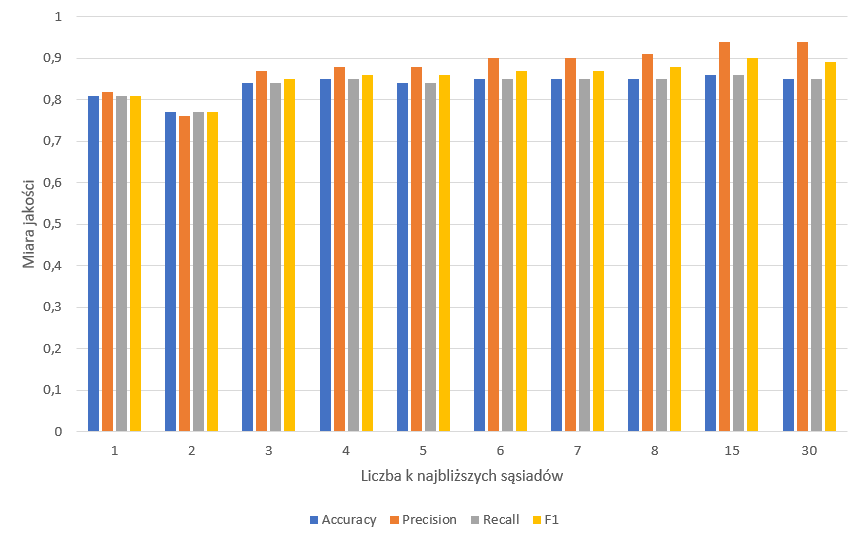 1
0,9
0,8
0,7
0,6
0,5
0,4
0,3
0,2
0,1
0
Miara jakości
1 2 3 4 5 6 7 8 15 30
Liczba k najbliższych sąsiadów
Accuracy Precision Recall F1